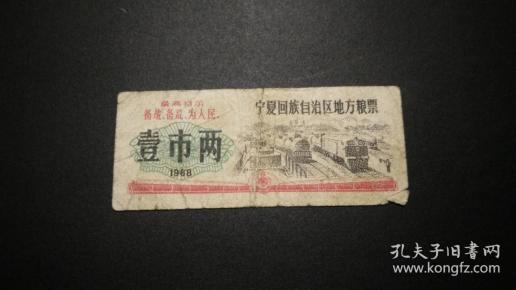 最高指示
备战、备荒、为人民.
宁夏回族自治区地方粮票
壹市两
1968
孔夫子旧书网
www.kongfz.com